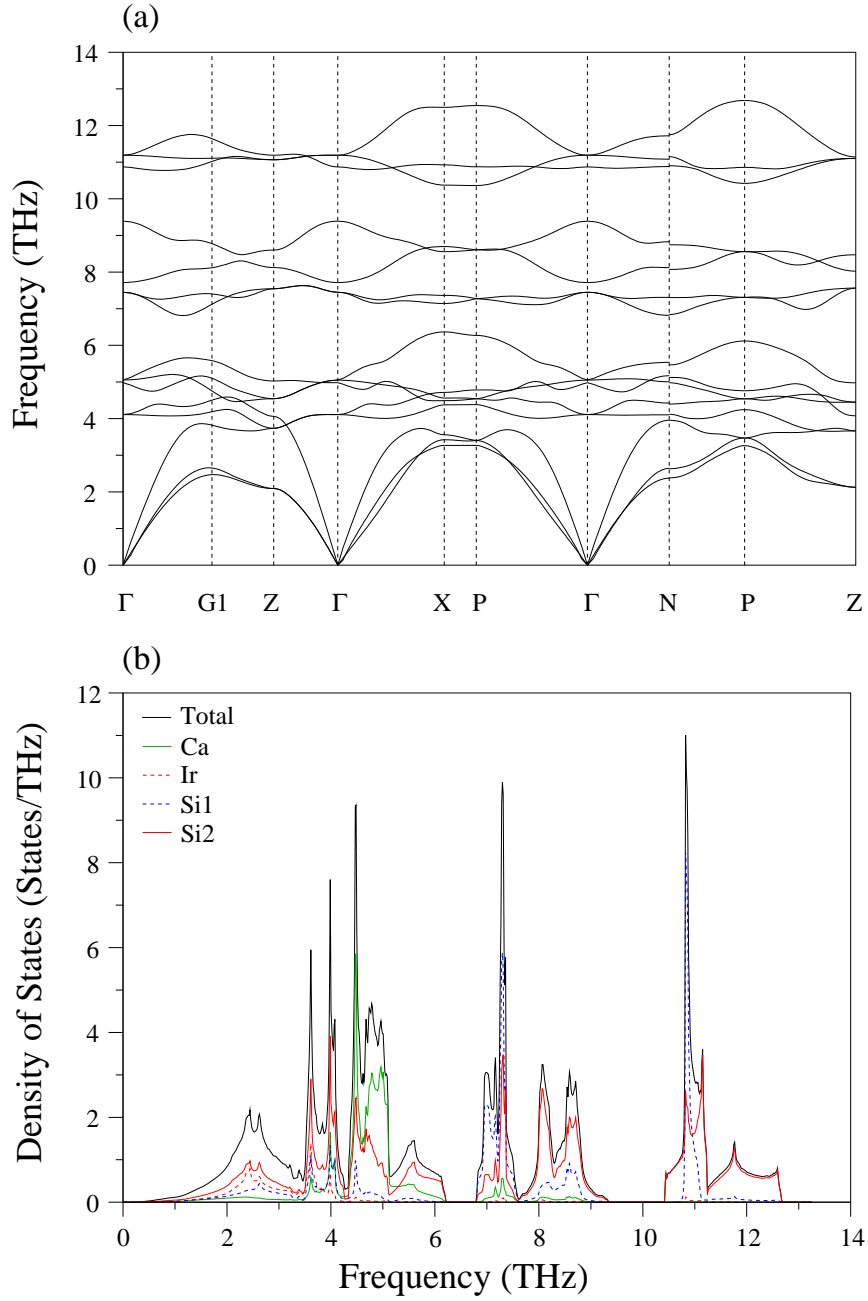 (a)
14
12
10
8
6
4
2
0
Frequency (THz)
Γ G1 Z Γ X P Γ N P Z
(b)
12
10
8
6
4
2
0
Density of States (States/THz)
Total
Ca
Ir
Si1
Si2
0 2 4 6 8 10 12 14
Frequency (THz)